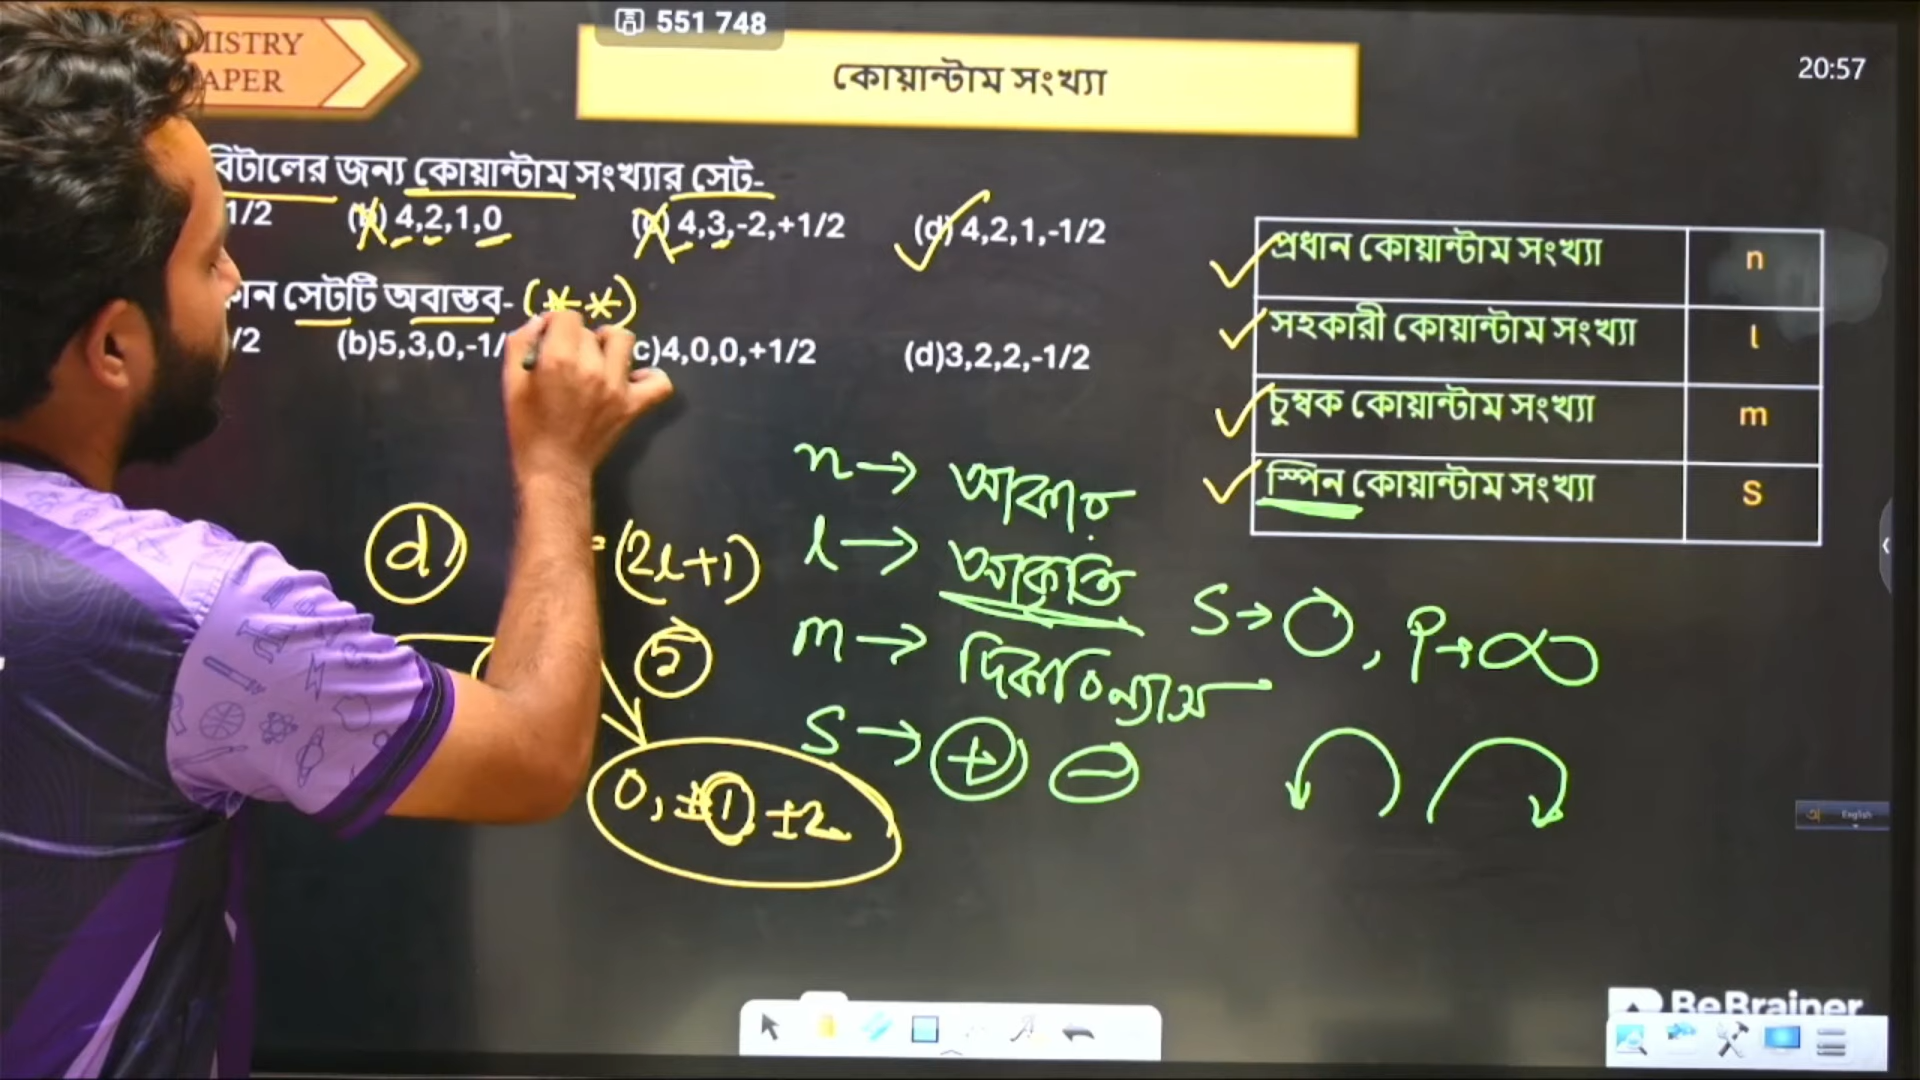 551 748
MISTRY
APER
কোয়ান্টাম সংখ্যা
20:57
বিটালের জন্য কোয়ান্টাম সংখ্যার সেট-
1/2 (b) 4,2,1,0 (c) 4,3,-2,+1/2 (d) 4,2,1,-1/2
কোন সেটটি অবাস্তব- (**)
/2 (b)5,3,0,-1/ c)4,0,0,+1/2 (d)3,2,2,-1/2
প্রধান কোয়ান্টাম সংখ্যা n
সহকারী কোয়ান্টাম সংখ্যা l
চুম্বক কোয়ান্টাম সংখ্যা m
স্পিন কোয়ান্টাম সংখ্যা S
n → আকার
l → আকৃতি
m → দিকবিন্যাস
S → + −
d
=(2l+1)
5
0, ±1 ±2
S→ , P→
English
BeBrainer